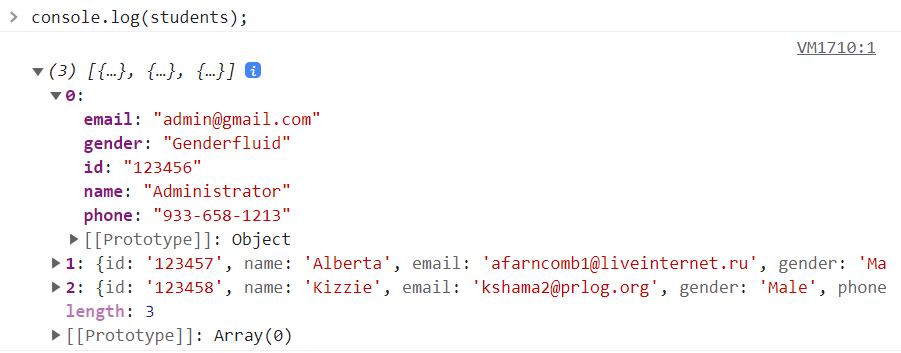 > console.log(students);
VM1710:1
▼(3) [{…}, {…}, {…}] i
▼0:
email: "admin@gmail.com"
gender: "Genderfluid"
id: "123456"
name: "Administrator"
phone: "933-658-1213"
▶[[Prototype]]: Object
▶1: {id: '123457', name: 'Alberta', email: 'afarncomb1@liveinternet.ru', gender: 'Ma
▶2: {id: '123458', name: 'Kizzie', email: 'kshama2@prlog.org', gender: 'Male', phone
length: 3
▶[[Prototype]]: Array(0)